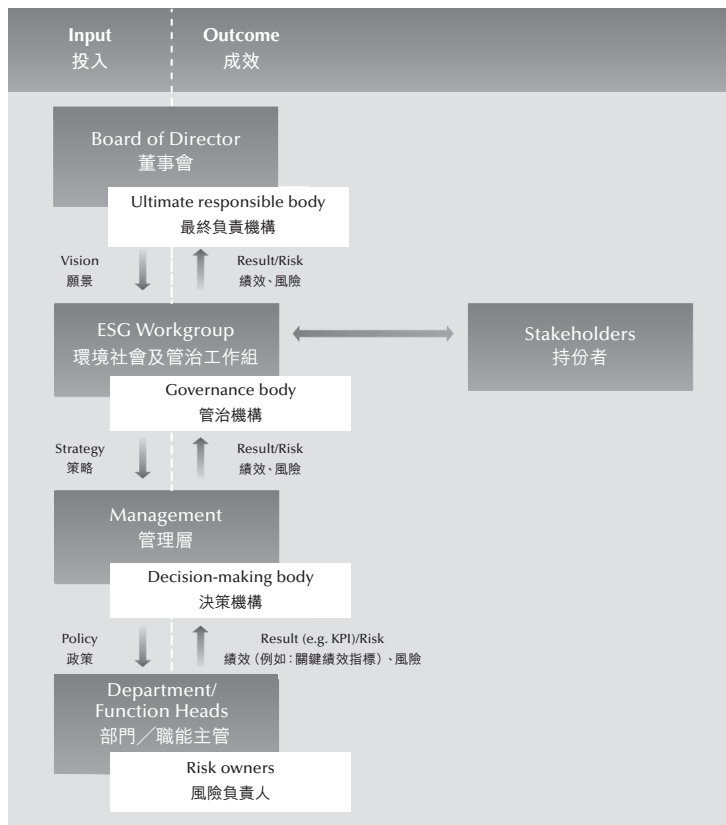 Input
投入
Outcome
成效
Board of Director
董事會
Ultimate responsible body
最終負責機構
Vision
願景
Result/Risk
績效、風險
ESG Workgroup
環境社會及管治工作組
Stakeholders
持份者
Governance body
管治機構
Strategy
策略
Result/Risk
績效、風險
Management
管理層
Decision-making body
決策機構
Policy
政策
Result (e.g. KPI)/Risk
績效（例如：關鍵績效指標）、風險
Department/
Function Heads
部門／職能主管
Risk owners
風險負責人